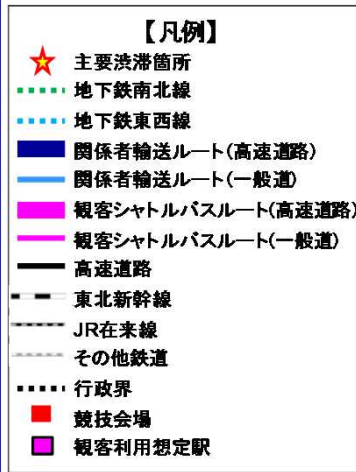 【凡例】
主要渋滞箇所
地下鉄南北線
地下鉄東西線
関係者輸送ルート(高速道路)
関係者輸送ルート(一般道)
観客シャトルバスルート(高速道路)
観客シャトルバスルート(一般道)
高速道路
東北新幹線
JR在来線
その他鉄道
行政界
競技会場
観客利用想定駅